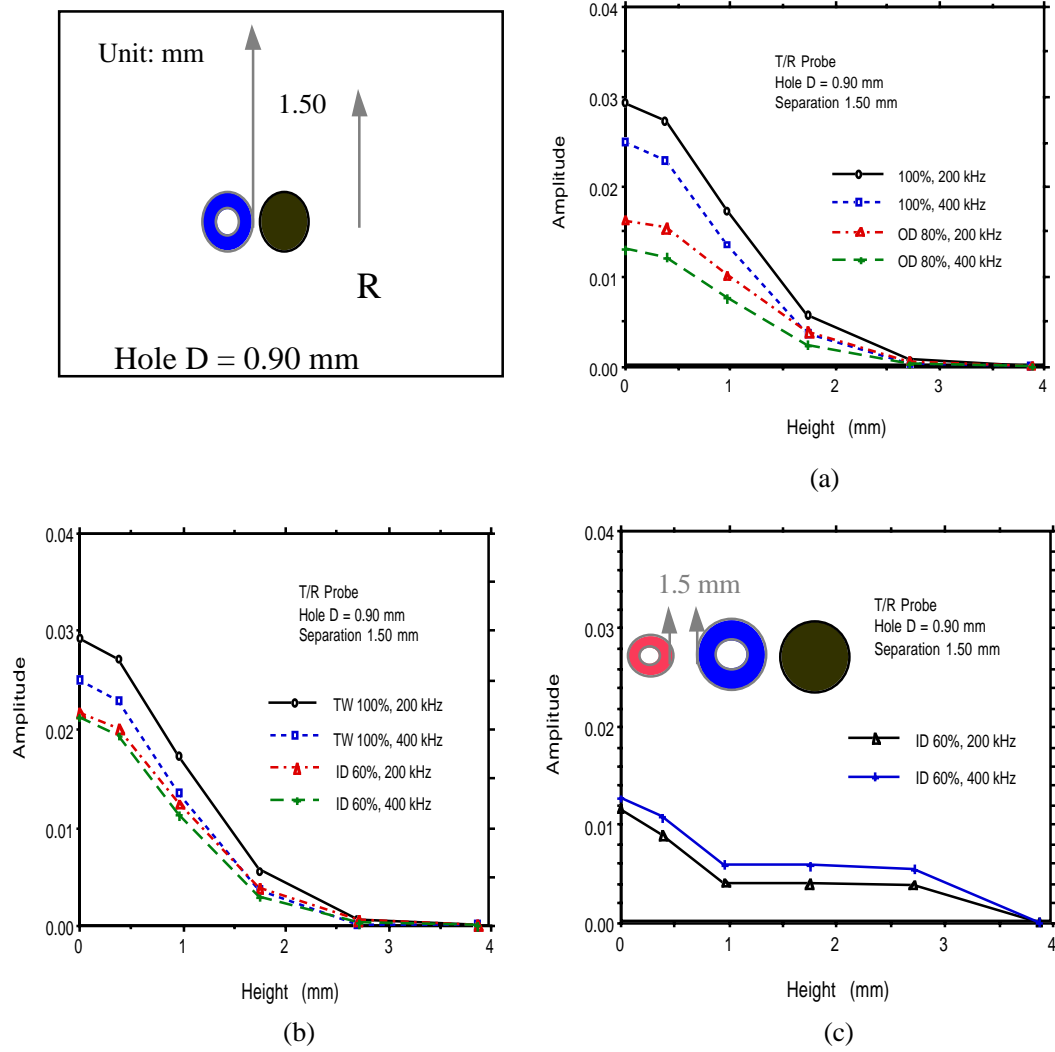 Unit: mm
1.50
R
Hole D = 0.90 mm
0.04
0.03
0.02
0.01
0.00
Amplitude
T/R Probe
Hole D = 0.90 mm
Separation 1.50 mm
100%, 200 kHz
100%, 400 kHz
OD 80%, 200 kHz
OD 80%, 400 kHz
0 1 2 3 4
Height (mm)
(a)
0.04
0.03
0.02
0.01
0.00
Amplitude
T/R Probe
Hole D = 0.90 mm
Separation 1.50 mm
TW 100%, 200 kHz
TW 100%, 400 kHz
ID 60%, 200 kHz
ID 60%, 400 kHz
0 1 2 3 4
Height (mm)
(b)
0.04
0.03
0.02
0.01
0.00
Amplitude
1.5 mm
T/R Probe
Hole D = 0.90 mm
Separation 1.50 mm
ID 60%, 200 kHz
ID 60%, 400 kHz
0 1 2 3 4
Height (mm)
(c)